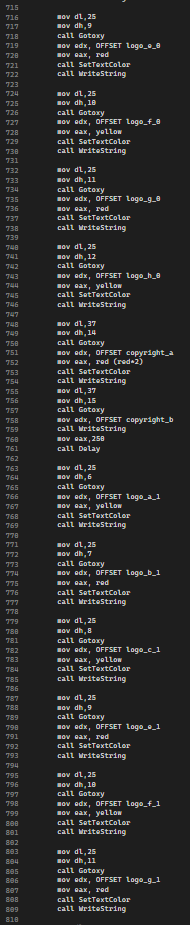 715
716 mov dl,25
717 mov dh,9
718 call Gotoxy
719 mov edx, OFFSET logo_e_0
720 mov eax, red
721 call SetTextColor
722 call WriteString
723
724 mov dl,25
725 mov dh,10
726 call Gotoxy
727 mov edx, OFFSET logo_f_0
728 mov eax, yellow
729 call SetTextColor
730 call WriteString
731
732 mov dl,25
733 mov dh,11
734 call Gotoxy
735 mov edx, OFFSET logo_g_0
736 mov eax, red
737 call SetTextColor
738 call WriteString
739
740 mov dl,25
741 mov dh,12
742 call Gotoxy
743 mov edx, OFFSET logo_h_0
744 mov eax, yellow
745 call SetTextColor
746 call WriteString
747
748 mov dl,37
749 mov dh,14
750 call Gotoxy
751 mov edx, OFFSET copyright_a
752 mov eax, red (red*2)
753 call SetTextColor
754 call WriteString
755 mov dl,37
756 mov dh,15
757 call Gotoxy
758 mov edx, OFFSET copyright_b
759 call WriteString
760 mov eax,250
761 call Delay
762
763 mov dl,25
764 mov dh,6
765 call Gotoxy
766 mov edx, OFFSET logo_a_1
767 mov eax, yellow
768 call SetTextColor
769 call WriteString
770
771 mov dl,25
772 mov dh,7
773 call Gotoxy
774 mov edx, OFFSET logo_b_1
775 mov eax, red
776 call SetTextColor
777 call WriteString
778
779 mov dl,25
780 mov dh,8
781 call Gotoxy
782 mov edx, OFFSET logo_c_1
783 mov eax, yellow
784 call SetTextColor
785 call WriteString
786
787 mov dl,25
788 mov dh,9
789 call Gotoxy
790 mov edx, OFFSET logo_e_1
791 mov eax, red
792 call SetTextColor
793 call WriteString
794
795 mov dl,25
796 mov dh,10
797 call Gotoxy
798 mov edx, OFFSET logo_f_1
799 mov eax, yellow
800 call SetTextColor
801 call WriteString
802
803 mov dl,25
804 mov dh,11
805 call Gotoxy
806 mov edx, OFFSET logo_g_1
807 mov eax, red
808 call SetTextColor
809 call WriteString
810